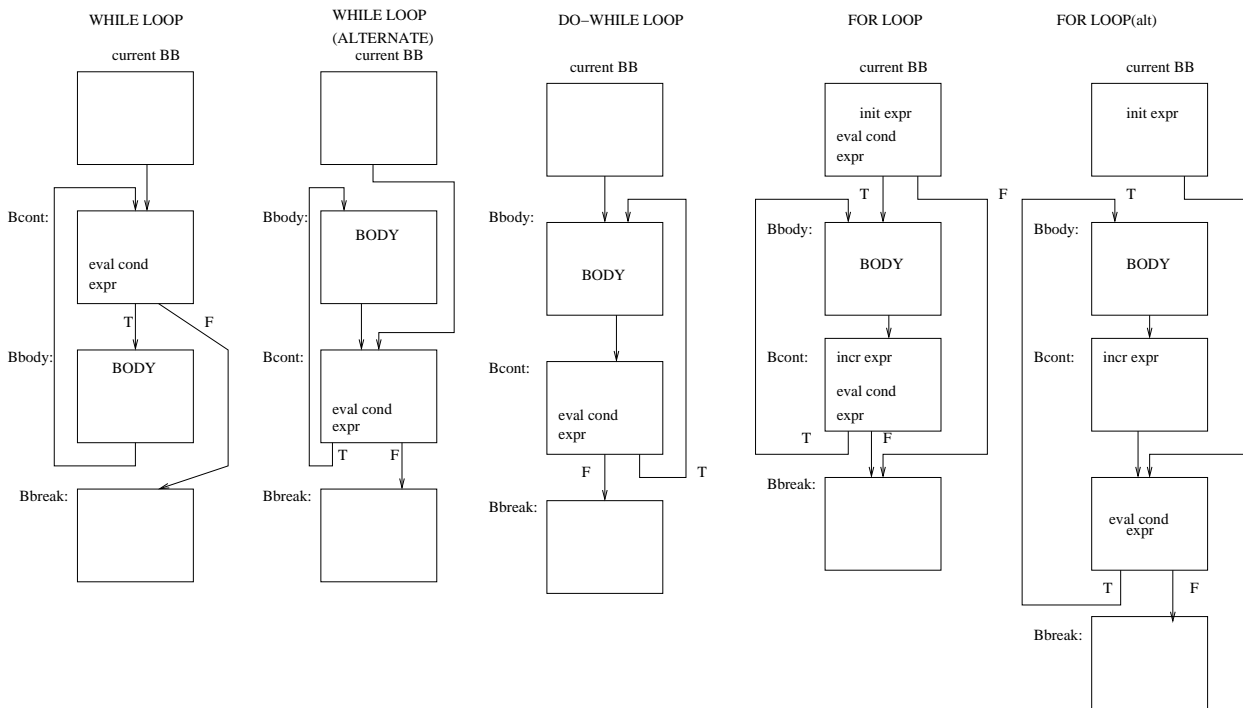 WHILE LOOP
current BB
Bcont:
eval cond
expr
T
F
Bbody:
BODY
Bbreak:
WHILE LOOP
(ALTERNATE)
current BB
Bbody:
BODY
Bcont:
eval cond
expr
T
F
Bbreak:
DO−WHILE LOOP
current BB
Bbody:
BODY
Bcont:
eval cond
expr
F
T
Bbreak:
FOR LOOP
current BB
init expr
eval cond
expr
T
F
Bbody:
BODY
Bcont:
incr expr
eval cond
expr
T
F
Bbreak:
FOR LOOP(alt)
current BB
init expr
T
Bbody:
BODY
Bcont:
incr expr
eval cond
expr
T
F
Bbreak: